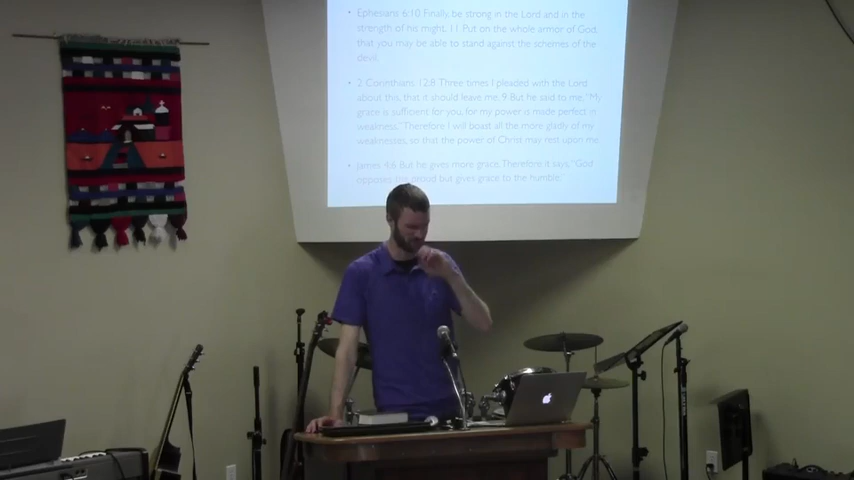 • Ephesians 6:10 Finally, be strong in the Lord and in the
strength of his might. 11 Put on the whole armor of God,
that you may be able to stand against the schemes of the
devil.
• 2 Corinthians 12:8 Three times I pleaded with the Lord
about this, that it should leave me. 9 But he said to me, "My
grace is sufficient for you, for my power is made perfect in
weakness." Therefore I will boast all the more gladly of my
weaknesses, so that the power of Christ may rest upon me.
• James 4:6 But he gives more grace. Therefore it says, "God
opposes the proud but gives grace to the humble."